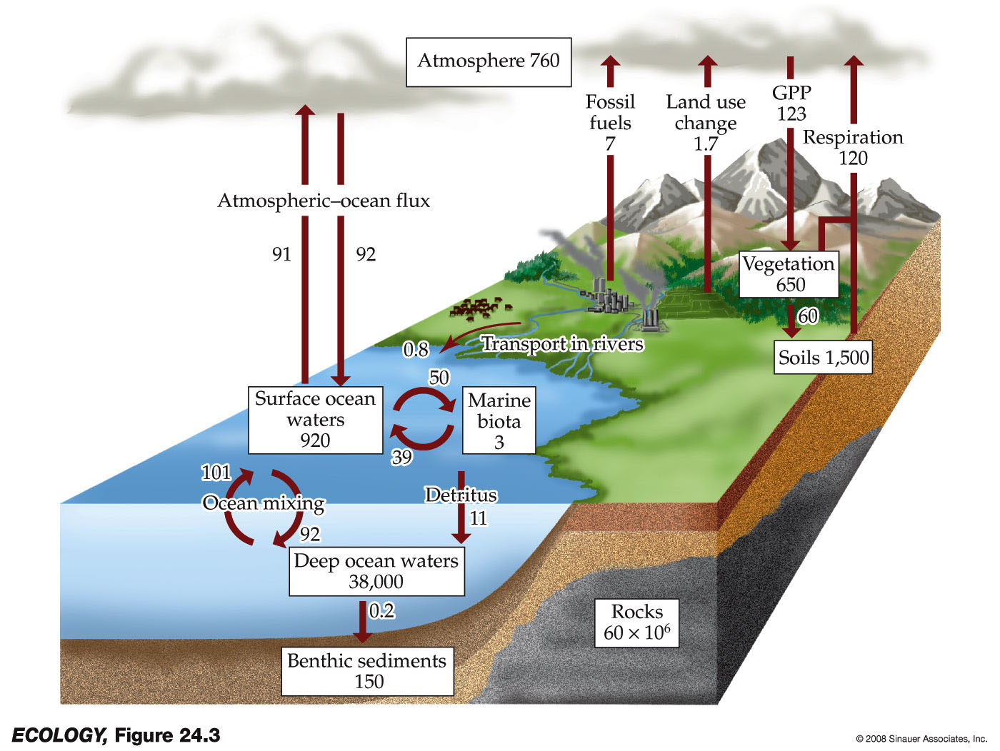 Atmosphere 760
Fossil
fuels
7
Land use
change
1.7
GPP
123
Respiration
120
Atmospheric–ocean flux
91
92
Vegetation
650
60
Soils 1,500
Transport in rivers
0.8
50
Surface ocean
waters
920
Marine
biota
3
39
101
Ocean mixing
92
Detritus
11
Deep ocean waters
38,000
0.2
Rocks
60 × 10⁶
Benthic sediments
150
ECOLOGY, Figure 24.3
© 2008 Sinauer Associates, Inc.